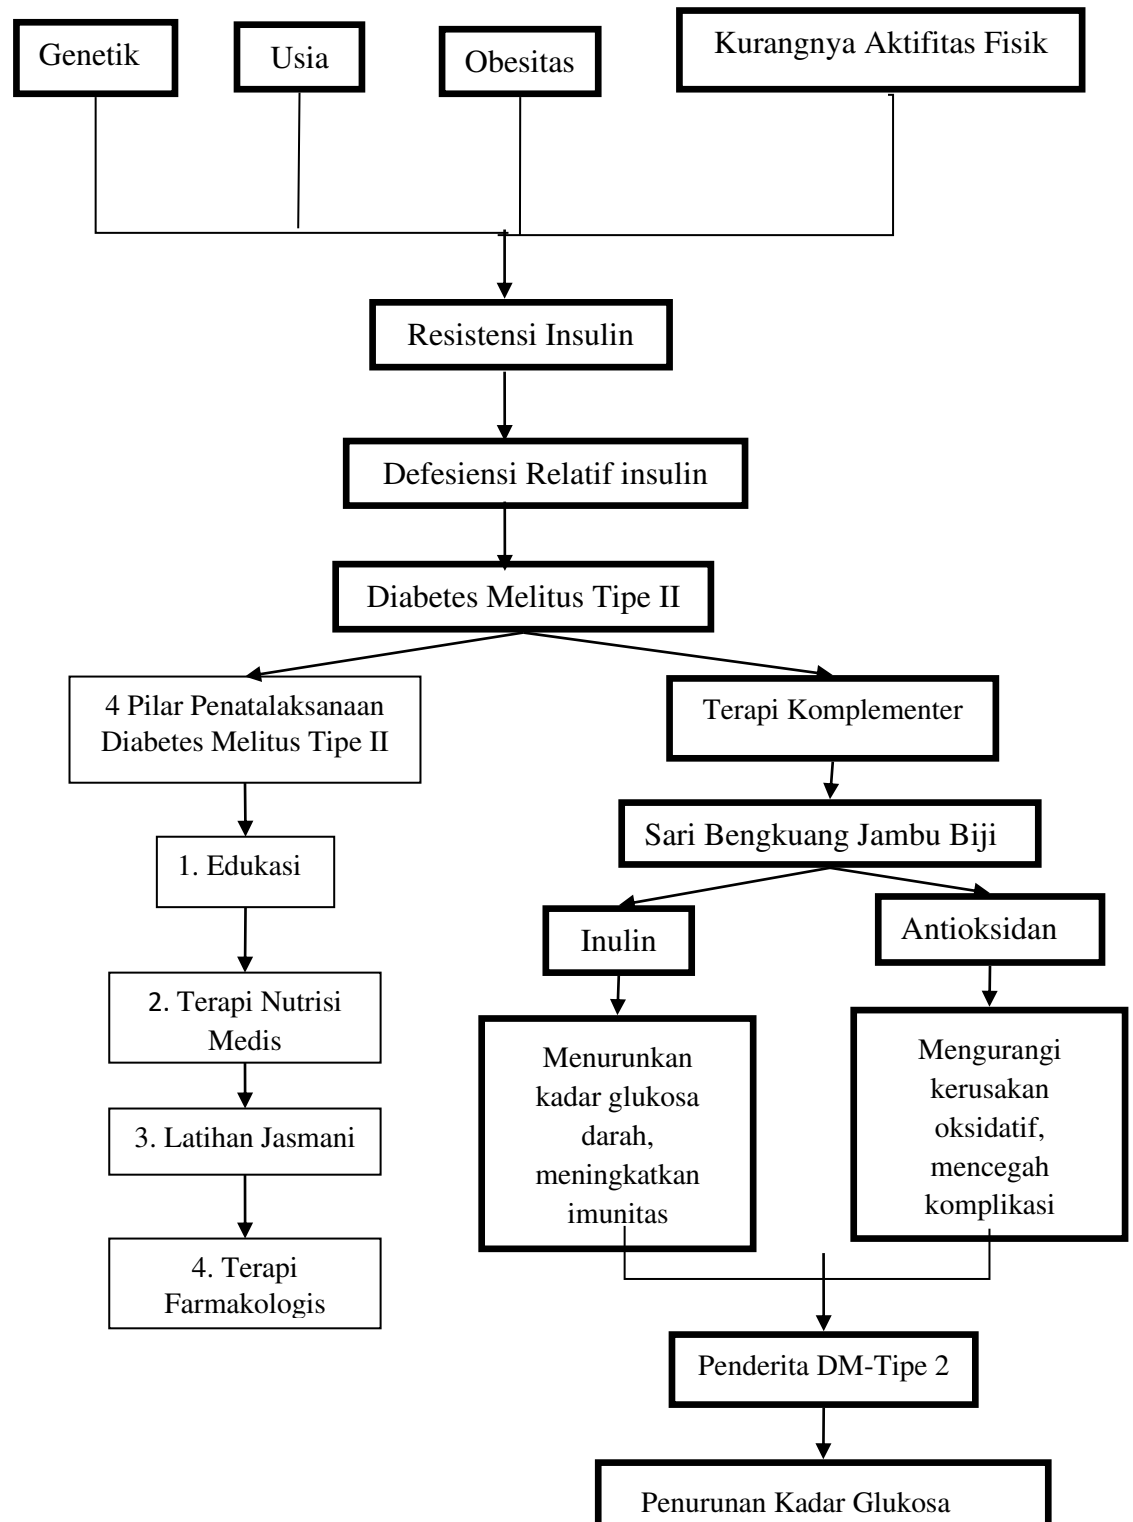 Genetik
Usia
Obesitas
Kurangnya Aktifitas Fisik
Resistensi Insulin
Defesiensi Relatif insulin
Diabetes Melitus Tipe II
4 Pilar Penatalaksanaan
Diabetes Melitus Tipe II
1. Edukasi
2. Terapi Nutrisi
Medis
3. Latihan Jasmani
4. Terapi
Farmakologis
Terapi Komplementer
Sari Bengkuang Jambu Biji
Inulin
Antioksidan
Menurunkan
kadar glukosa
darah,
meningkatkan
imunitas
Mengurangi
kerusakan
oksidatif,
mencegah
komplikasi
Penderita DM-Tipe 2
Penurunan Kadar Glukosa